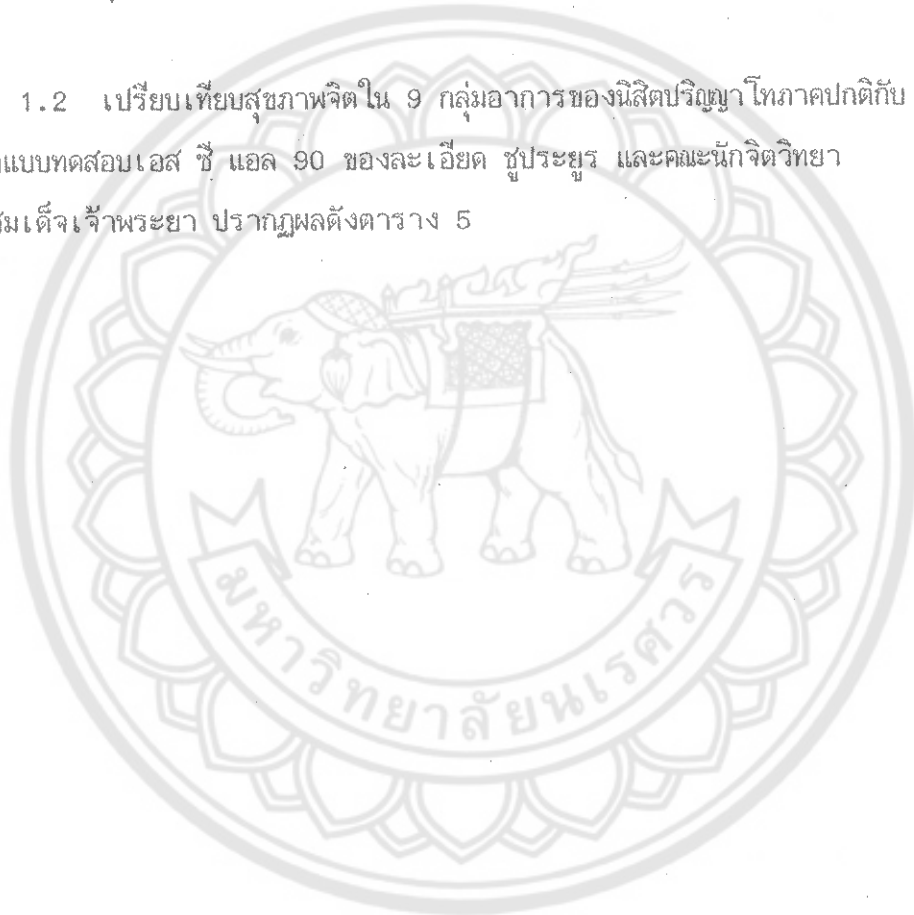 1.2 เปรียบเทียบสุขภาพจิตใน 9 กลุ่มอาการของนิสิตปริญญาโทภาคปกติกับ
แบบทดสอบเอส ซี แอล 90 ของละเอียด ชูประยูร และคณะนักจิตวิทยา
สมเด็จเจ้าพระยา ปรากฏผลดังตาราง 5
มหาวิทยาลัยนเรศวร